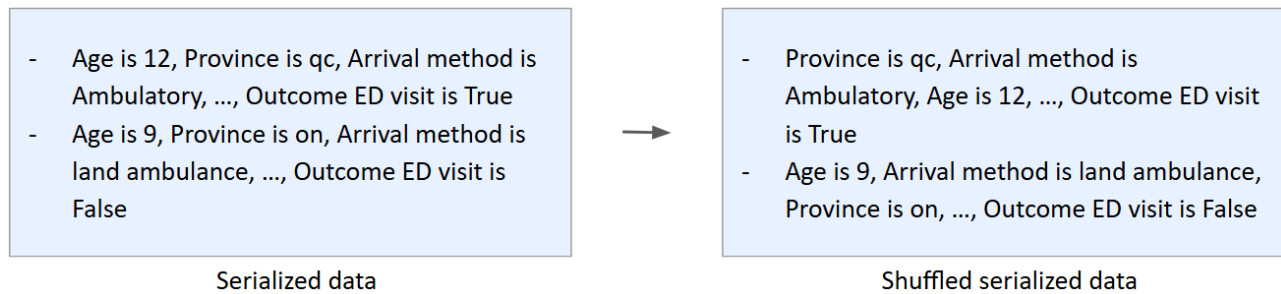 - Age is 12, Province is qc, Arrival method is
Ambulatory, ..., Outcome ED visit is True
- Age is 9, Province is on, Arrival method is
land ambulance, ..., Outcome ED visit is
False
Serialized data
- Province is qc, Arrival method is
Ambulatory, Age is 12, ..., Outcome ED visit
is True
- Age is 9, Arrival method is land ambulance,
Province is on, ..., Outcome ED visit is False
Shuffled serialized data